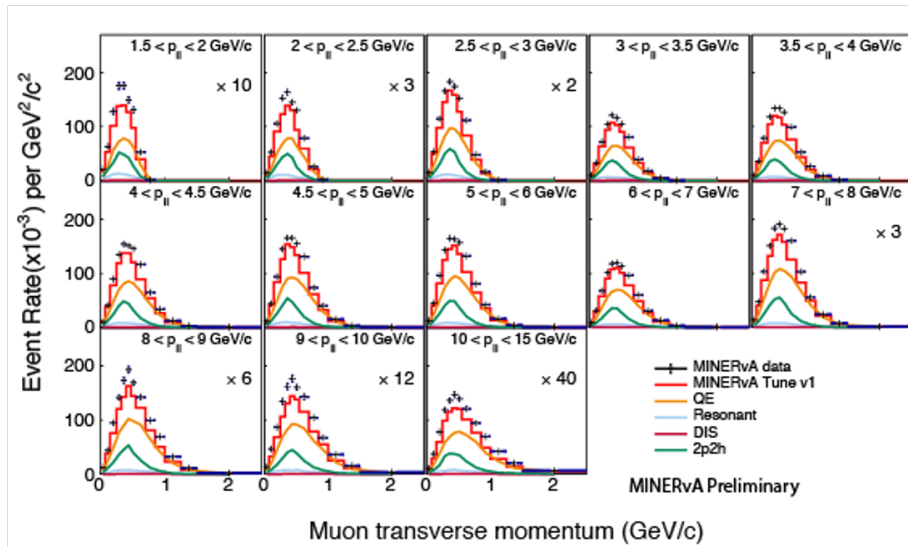 1.5 < p|| < 2 GeV/c
2 < p|| < 2.5 GeV/c
2.5 < p|| < 3 GeV/c
3 < p|| < 3.5 GeV/c
3.5 < p|| < 4 GeV/c
× 10
× 3
× 2
200
100
0
4 < p|| < 4.5 GeV/c
4.5 < p|| < 5 GeV/c
5 < p|| < 6 GeV/c
6 < p|| < 7 GeV/c
7 < p|| < 8 GeV/c
× 3
200
100
0
8 < p|| < 9 GeV/c
9 < p|| < 10 GeV/c
10 < p|| < 15 GeV/c
× 6
× 12
× 40
200
100
0
0 1 2
0 1 2
0 1 2
Event Rate(x10⁻³) per GeV²/c²
Muon transverse momentum (GeV/c)
MINERvA data
MINERvA Tune v1
QE
Resonant
DIS
2p2h
MINERvA Preliminary